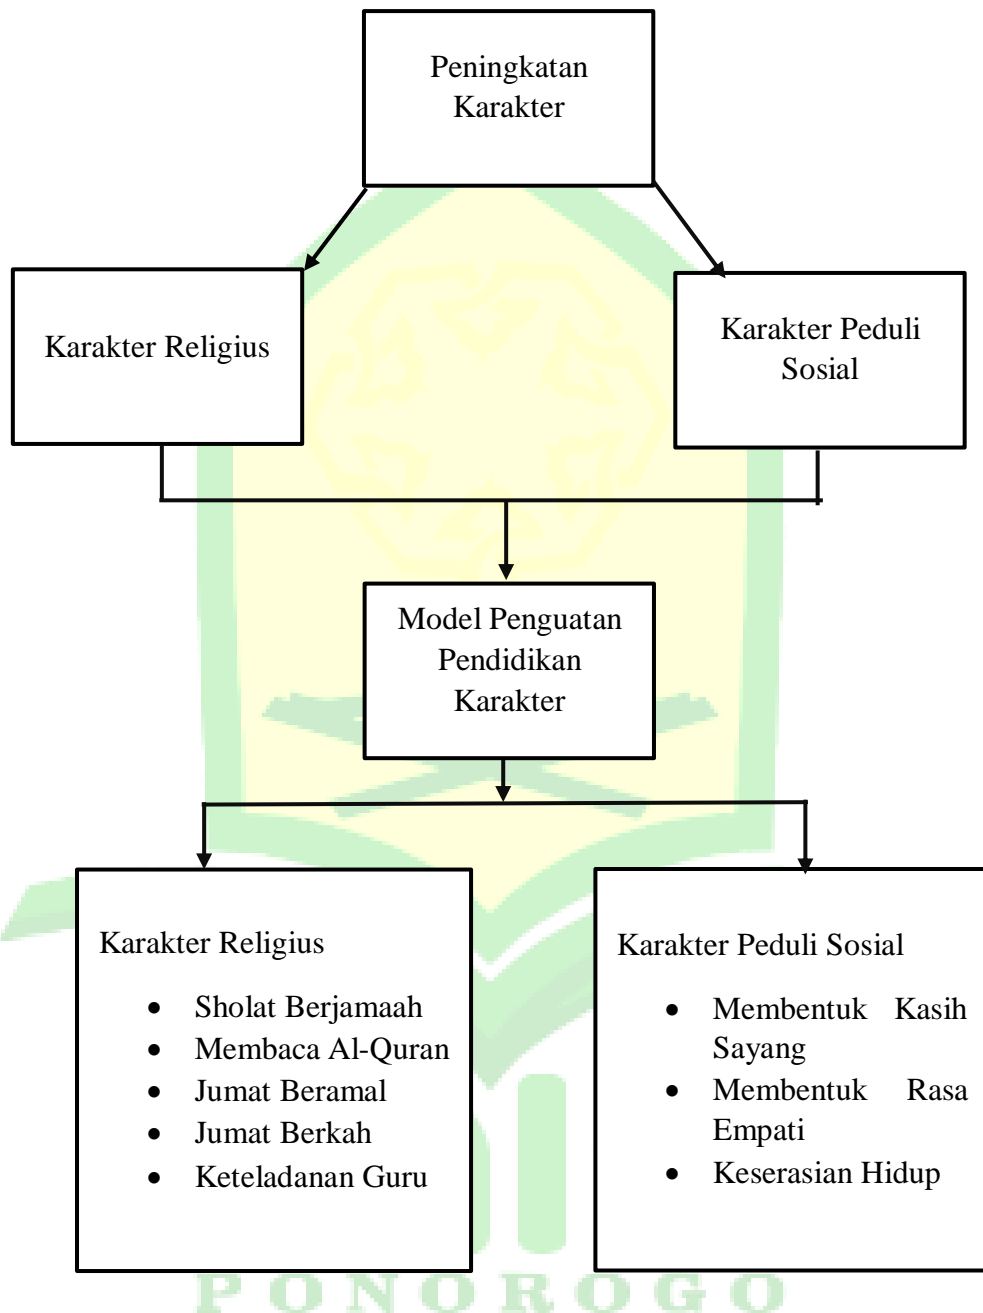 Peningkatan
Karakter
Karakter Religius
Karakter Peduli
Sosial
Model Penguatan
Pendidikan
Karakter
Karakter Religius
• Sholat Berjamaah
• Membaca Al-Quran
• Jumat Beramal
• Jumat Berkah
• Keteladanan Guru
Karakter Peduli Sosial
• Membentuk Kasih
Sayang
• Membentuk Rasa
Empati
• Keserasian Hidup
PONOROGO